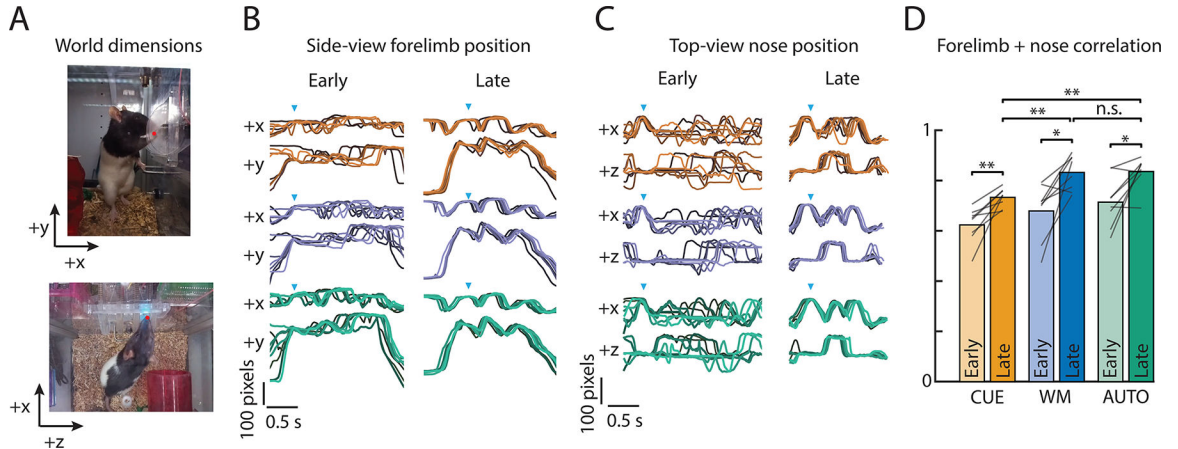 A
World dimensions
+y
+x
+x
+z
B
Side-view forelimb position
Early
Late
+x
+y
+x
+y
+x
+y
100 pixels
0.5 s
C
Top-view nose position
Early
Late
+x
+z
+x
+z
+x
+z
100 pixels
0.5 s
D
Forelimb + nose correlation
**
** n.s.
** * *
1
0
Early Late Early Late Early Late
CUE WM AUTO